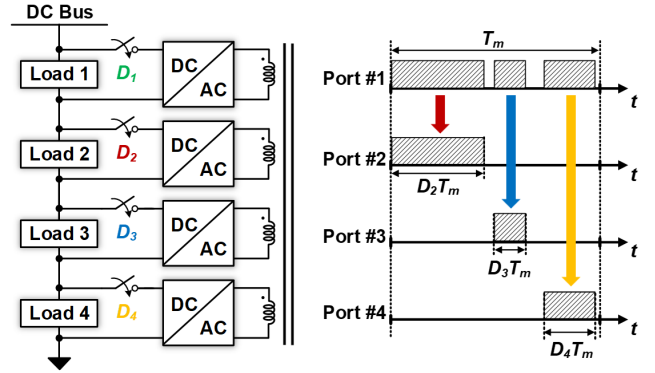 DC Bus
Load 1
D1
DC
AC
Load 2
D2
DC
AC
Load 3
D3
DC
AC
Load 4
D4
DC
AC
Tm
Port #1
t
Port #2
t
D2Tm
Port #3
t
D3Tm
Port #4
t
D4Tm